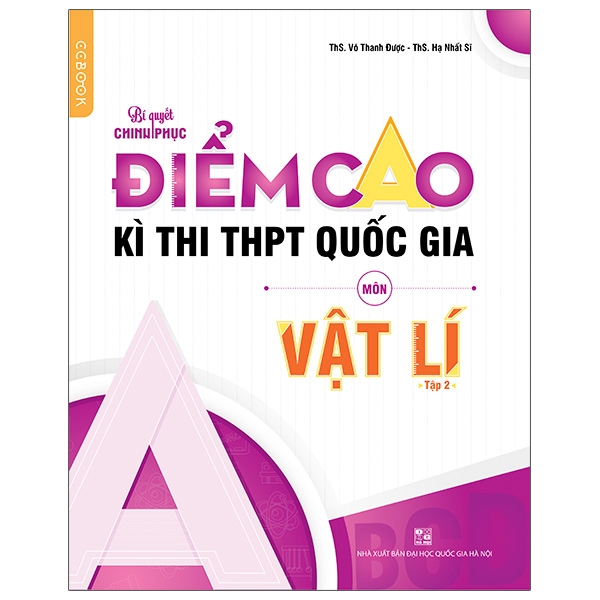 CCBOOK
ThS. Võ Thanh Được - ThS. Hạ Nhất Sĩ
Bí quyết
CHINH PHỤC
ĐIỂM CAO
KÌ THI THPT QUỐC GIA
MÔN
VẬT LÍ
Tập 2
A
BCD
NHÀ XUẤT BẢN ĐẠI HỌC QUỐC GIA HÀ NỘI